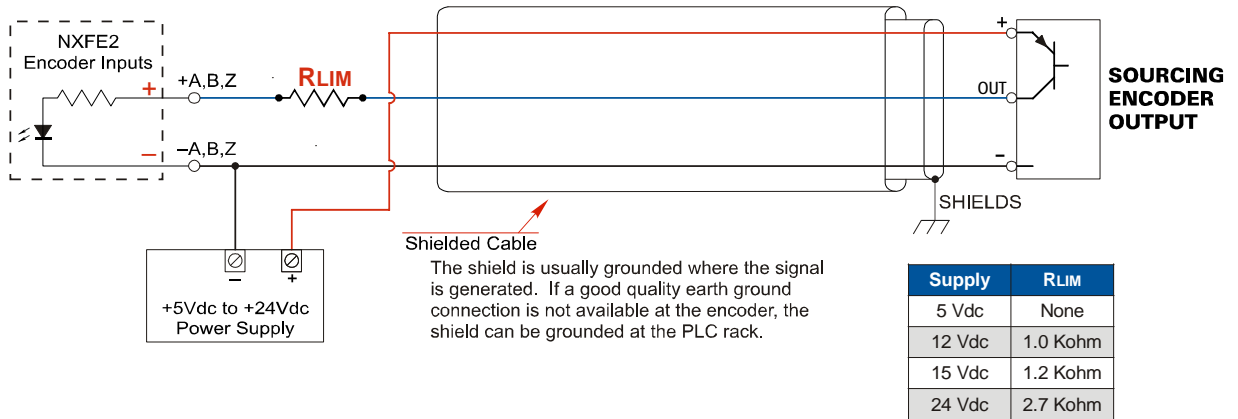 NXFE2
Encoder Inputs
+
–
+A,B,Z
–A,B,Z
RLIM
+
OUT
-
SOURCING
ENCODER
OUTPUT
SHIELDS
–
+
+5Vdc to +24Vdc
Power Supply
Shielded Cable
The shield is usually grounded where the signal
is generated. If a good quality earth ground
connection is not available at the encoder, the
shield can be grounded at the PLC rack.
Supply RLIM
5 Vdc None
12 Vdc 1.0 Kohm
15 Vdc 1.2 Kohm
24 Vdc 2.7 Kohm